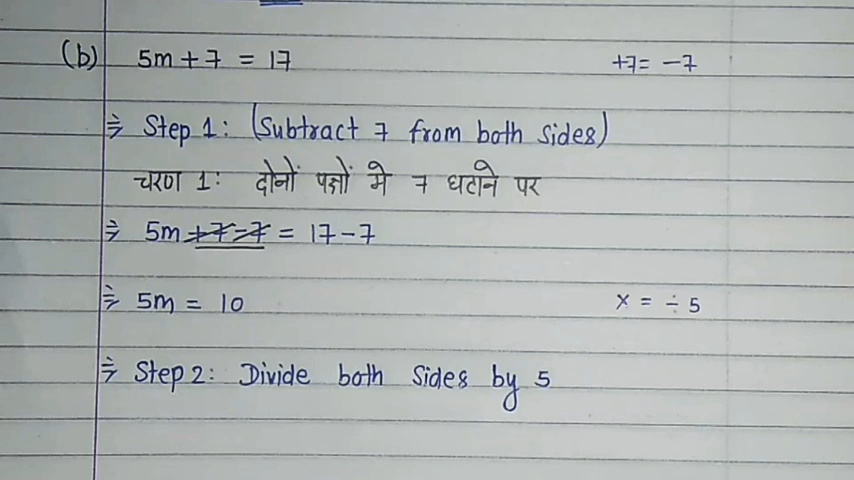 (b) 5m + 7 = 17 +7 = -7
⇒ Step 1: (Subtract 7 from both sides)
चरण 1: दोनों पक्षों मे 7 घटाने पर
⇒ 5m +7-7 = 17-7
⇒ 5m = 10 × = ÷ 5
⇒ Step 2: Divide both sides by 5